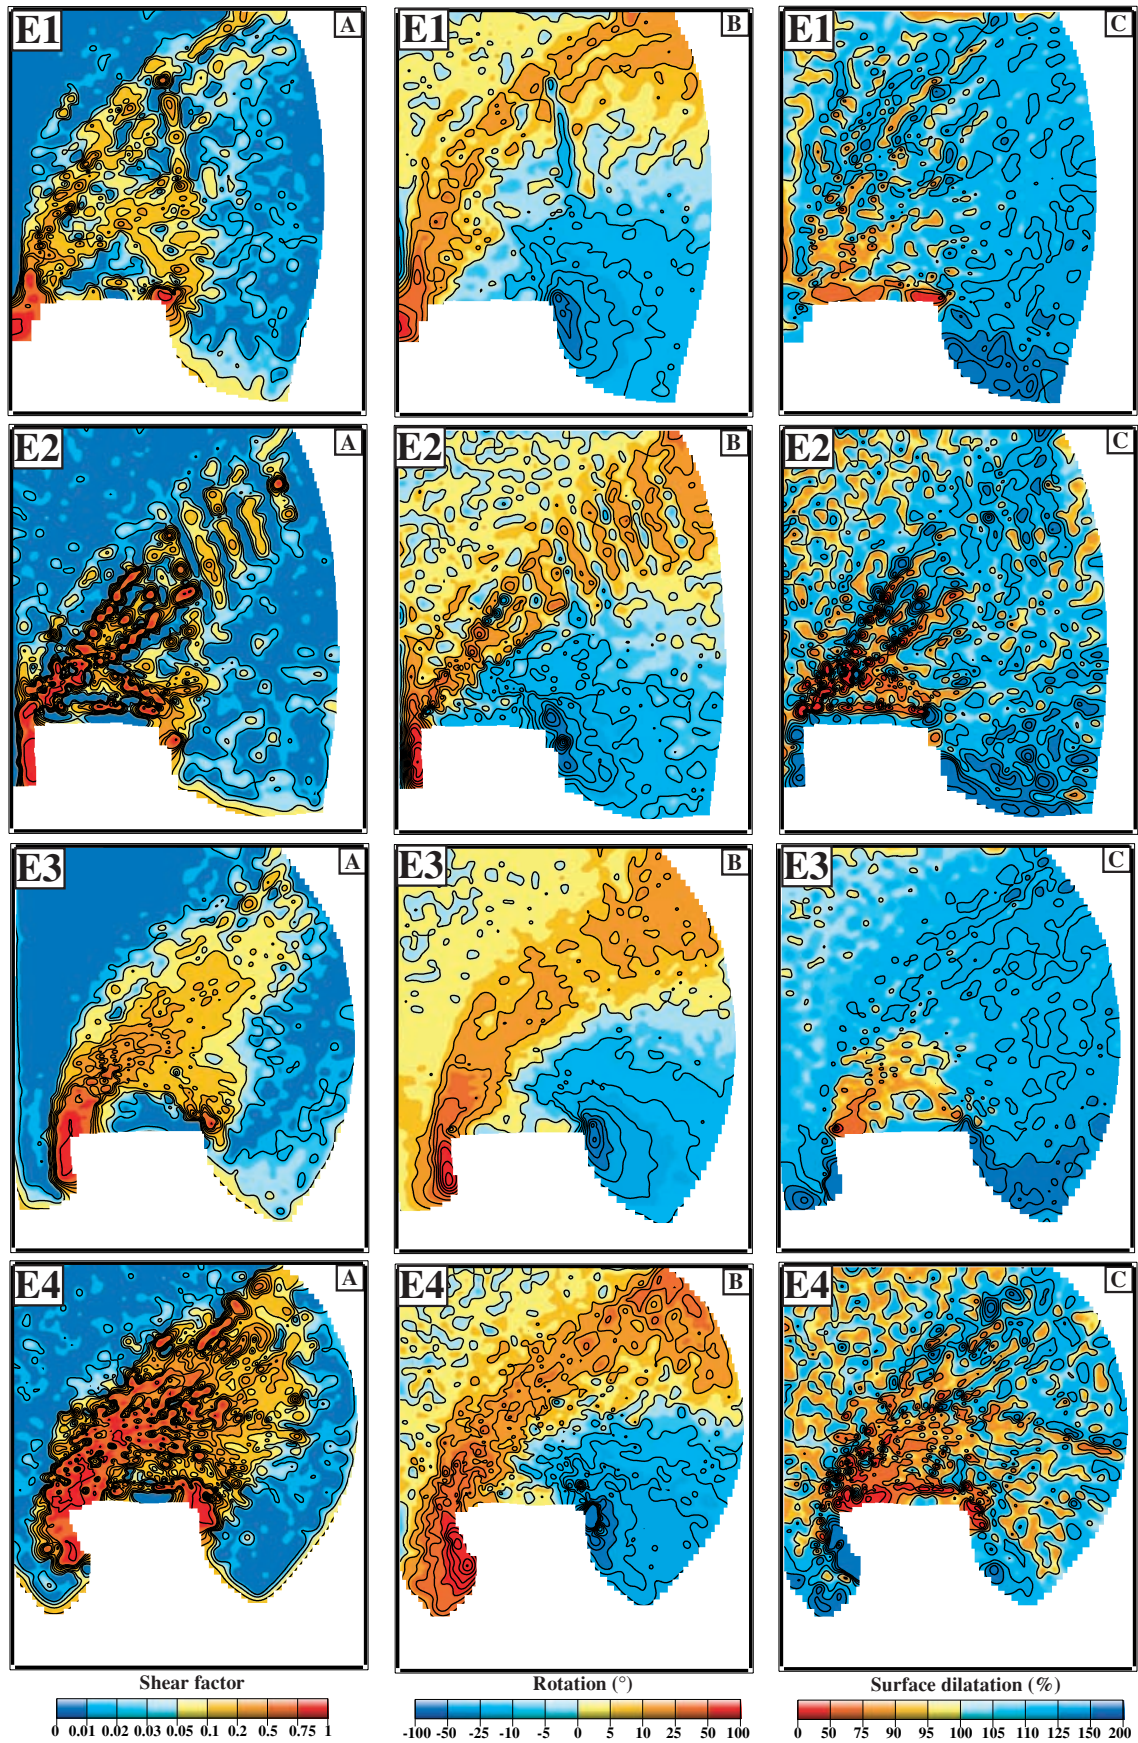 E1 A E1 B E1 C
E2 A E2 B E2 C
E3 A E3 B E3 C
E4 A E4 B E4 C
Shear factor Rotation (°) Surface dilatation (%)
0 0.01 0.02 0.03 0.05 0.1 0.2 0.5 0.75 1 -100 -50 -25 -10 -5 0 5 10 25 50 100 0 50 75 90 95 100 105 110 125 150 200